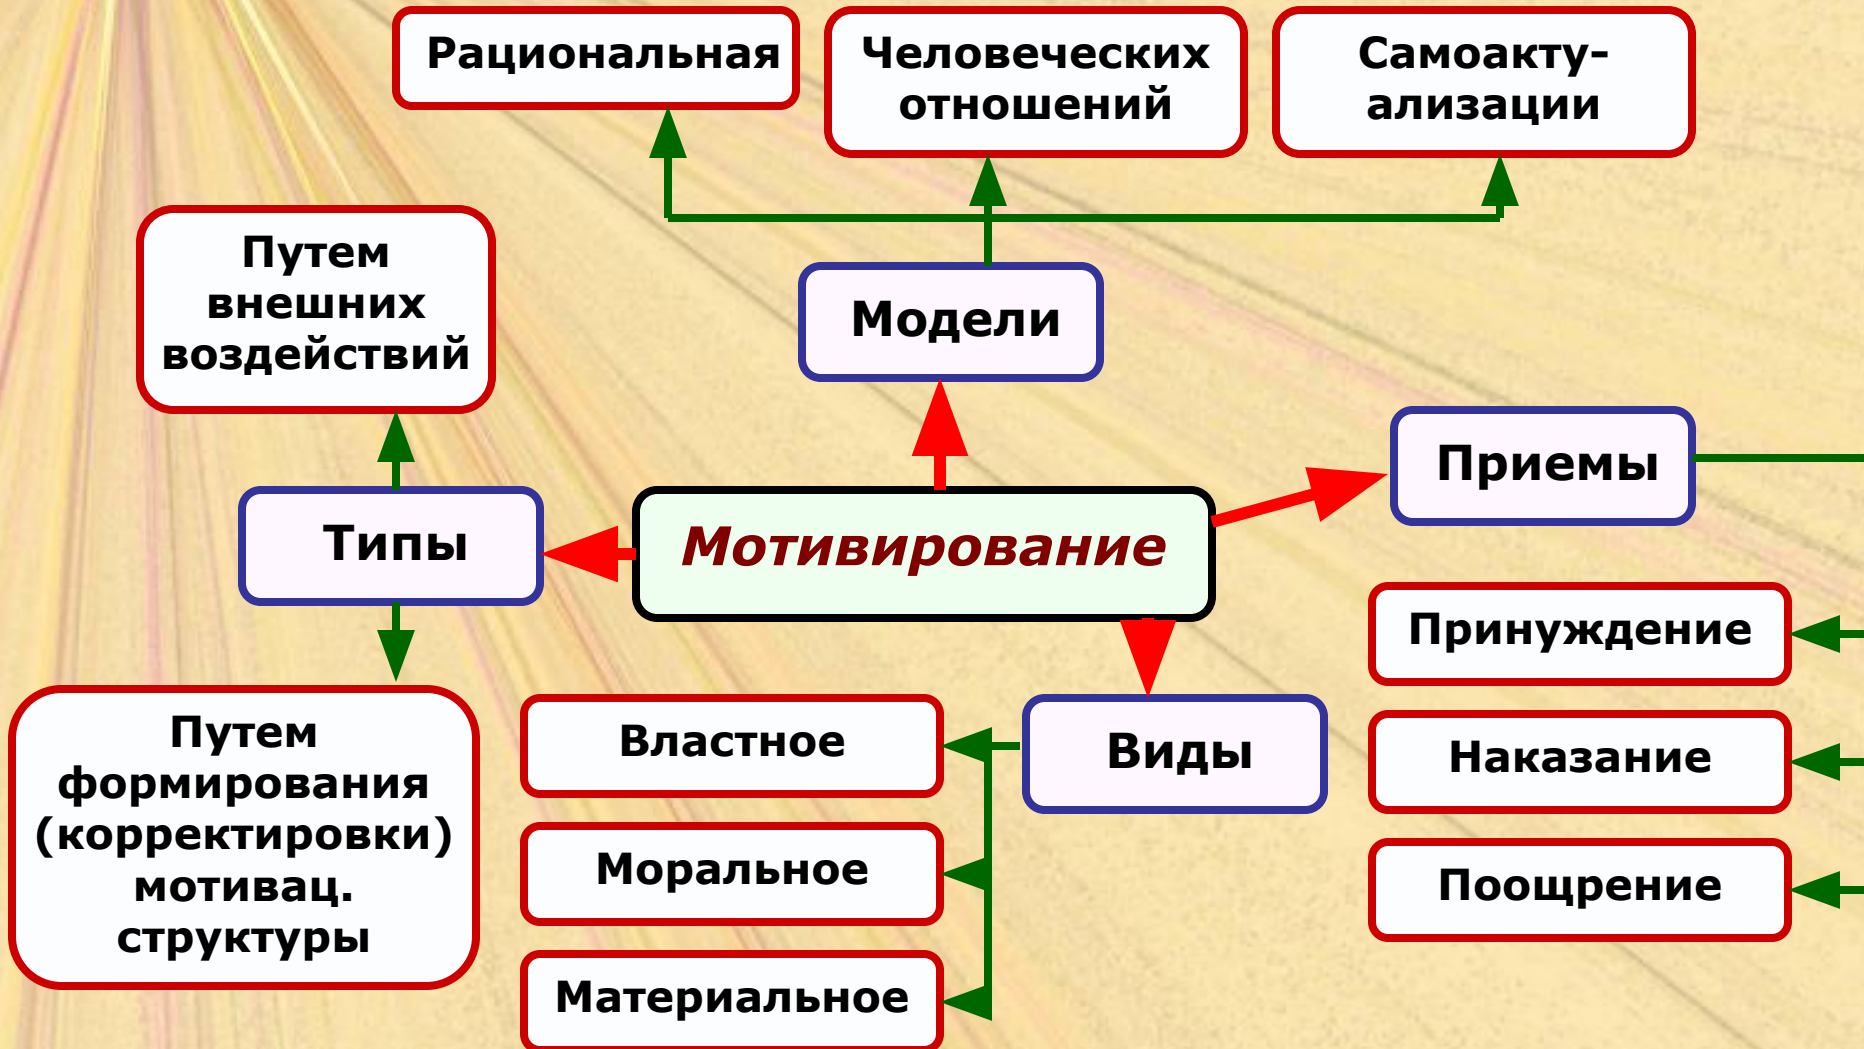 Рациональная
Человеческих
отношений
Самоакту-
ализации
Путем
внешних
воздействий
Модели
Приемы
Типы
Мотивирование
Принуждение
Путем
формирования
(корректировки)
мотивац.
структуры
Властное
Виды
Наказание
Моральное
Поощрение
Материальное